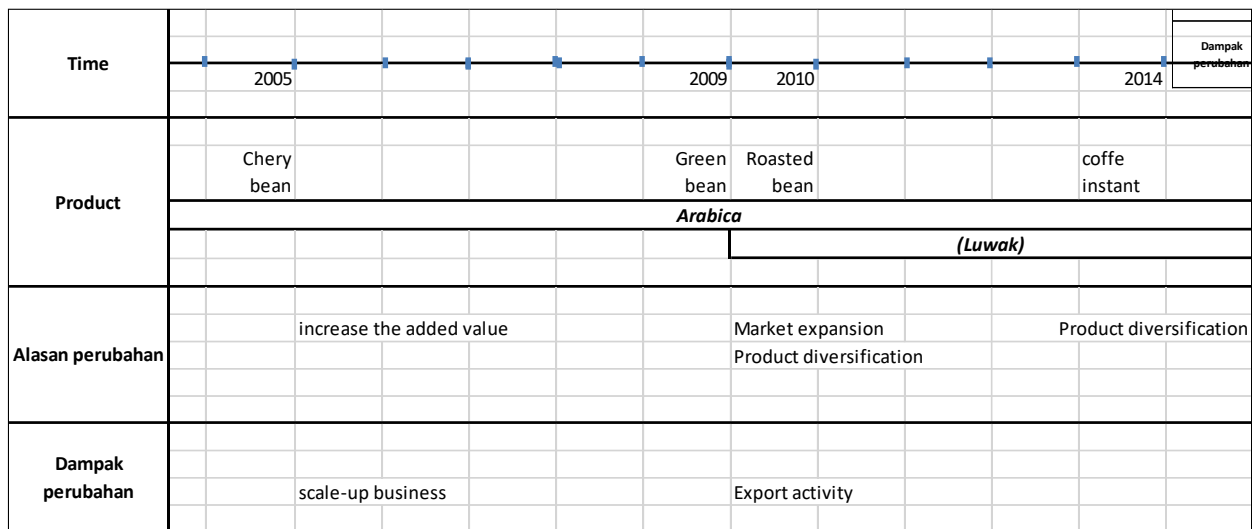 Time
Dampak
perubahan
2005
2009
2010
2014
Product
Chery
bean
Green
bean
Roasted
bean
coffe
instant
Arabica
(Luwak)
Alasan perubahan
increase the added value
Market expansion
Product diversification
Product diversification
Dampak
perubahan
scale-up business
Export activity